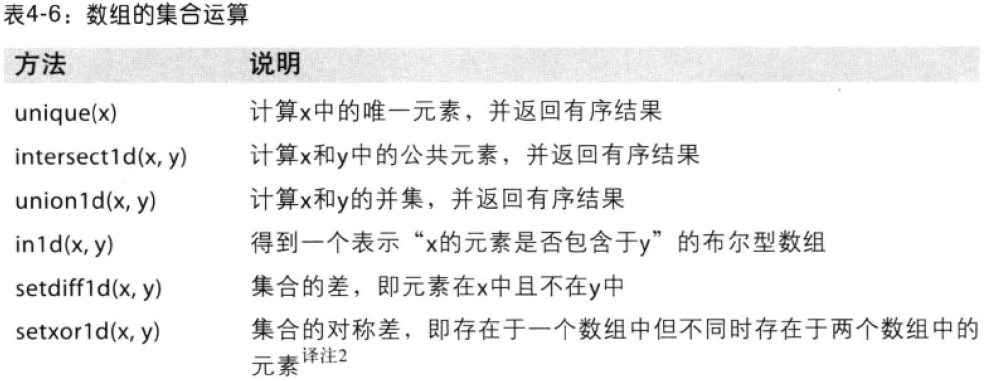 表4-6：数组的集合运算
方法 说明
unique(x) 计算x中的唯一元素，并返回有序结果
intersect1d(x, y) 计算x和y中的公共元素，并返回有序结果
union1d(x, y) 计算x和y的并集，并返回有序结果
in1d(x, y) 得到一个表示“x的元素是否包含于y”的布尔型数组
setdiff1d(x, y) 集合的差，即元素在x中且不在y中
setxor1d(x, y) 集合的对称差，即存在于一个数组中但不同时存在于两个数组中的
元素译注2